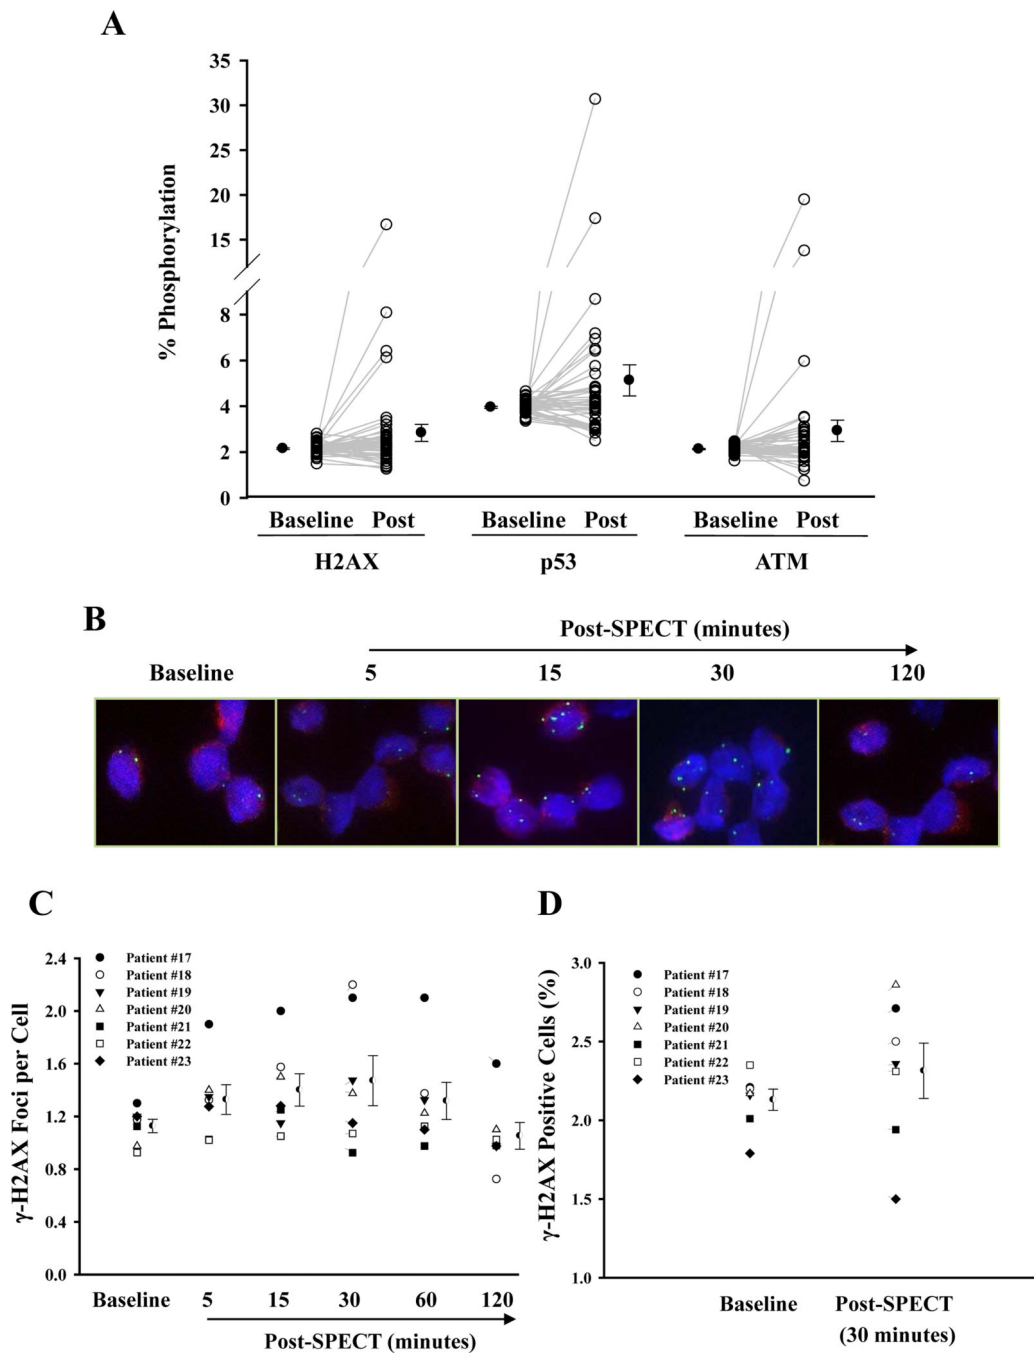 A
35
30
25
20
15
8
6
4
2
0
% Phosphorylation
Baseline Post Baseline Post Baseline Post
H2AX p53 ATM
B
Post-SPECT (minutes)
Baseline 5 15 30 120
C
2.4
2.0
1.6
1.2
0.8
0.4
0.0
γ-H2AX Foci per Cell
Patient #17
Patient #18
Patient #19
Patient #20
Patient #21
Patient #22
Patient #23
Baseline 5 15 30 60 120
Post-SPECT (minutes)
D
3.0
2.5
2.0
1.5
1.0
γ-H2AX Positive Cells (%)
Patient #17
Patient #18
Patient #19
Patient #20
Patient #21
Patient #22
Patient #23
Baseline Post-SPECT
(30 minutes)